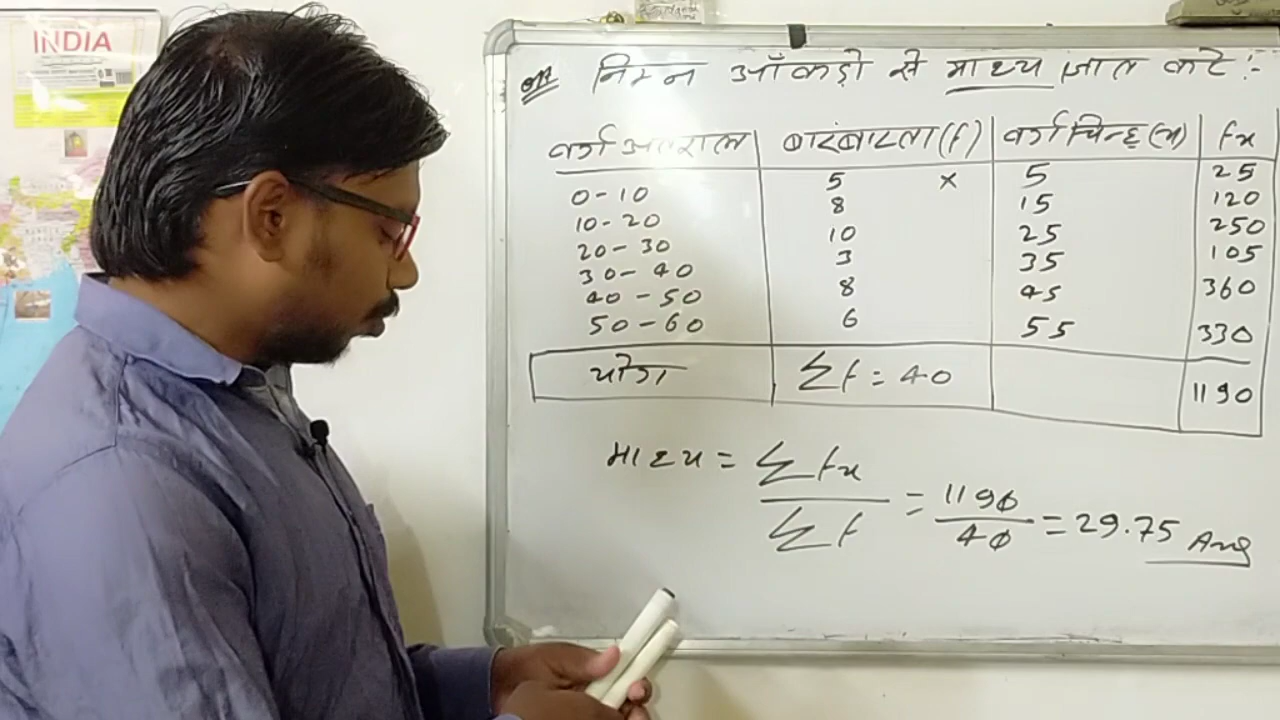 INDIA
Q.1. निम्न आँकड़ो से माध्य ज्ञात करे :-
वर्ग अन्तराल बारंबारता (f) वर्ग चिन्ह (x) fx
0-10 5 x 5 25
10-20 8 15 120
20-30 10 25 250
30-40 3 35 105
40-50 8 45 360
50-60 6 55 330
योग Σf = 40 1190
माध्य = Σfx / Σf = 1190 / 40 = 29.75 Ans